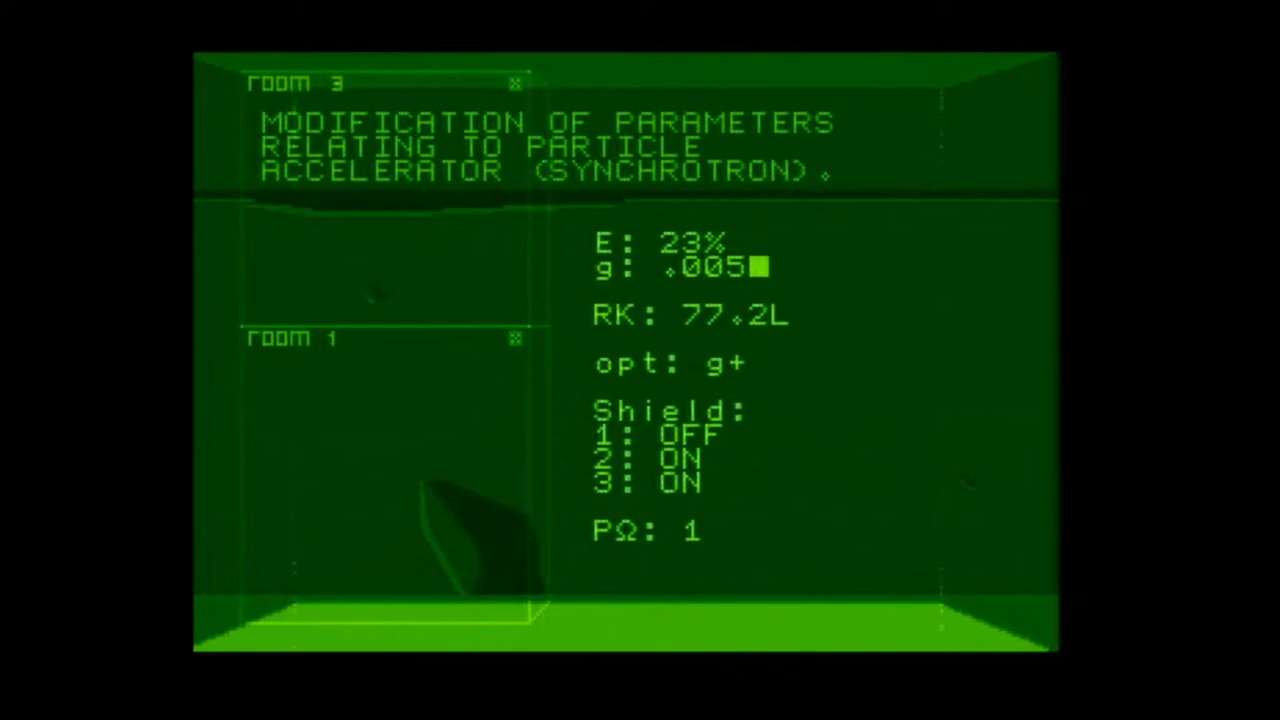 room 3
MODIFICATION OF PARAMETERS
RELATING TO PARTICLE
ACCELERATOR (SYNCHROTRON).
E: 23%
g: .005
RK: 77.2L
room 1
opt: g+
Shield:
1: OFF
2: ON
3: ON
PΩ: 1